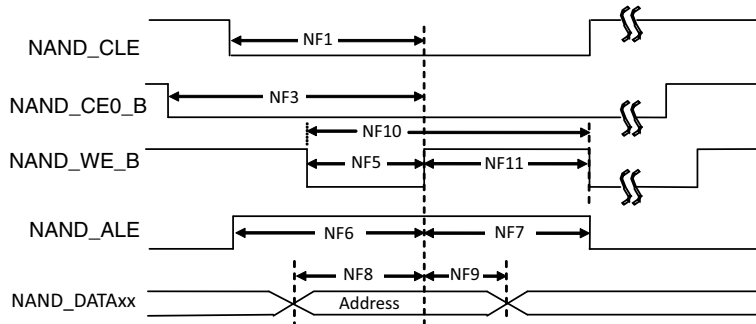 NAND_CLE
NF1
NAND_CE0_B
NF3
NF10
NAND_WE_B
NF5
NF11
NAND_ALE
NF6
NF7
NF8
NF9
NAND_DATAxx
Address